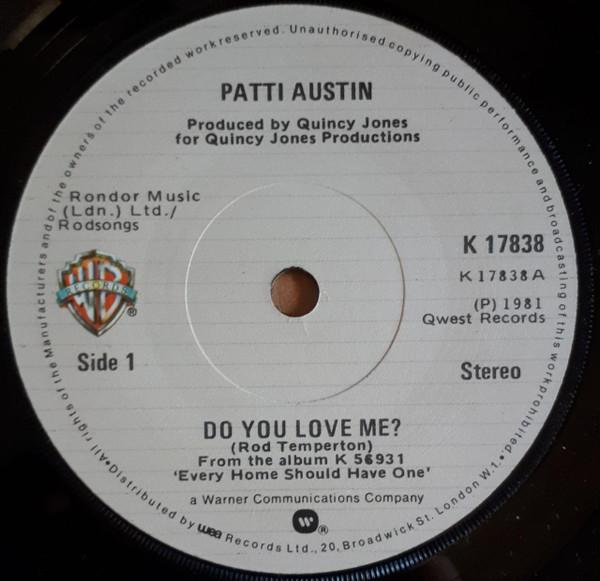 PATTI AUSTIN
Produced by Quincy Jones
for Quincy Jones Productions
Rondor Music
(Ldn.) Ltd./
Rodsongs
WB
RECORDS
®
Side 1
K 17838
K 17838 A
(P) 1981
Qwest Records
Stereo
DO YOU LOVE ME?
(Rod Temperton)
From the album K 56931
'Every Home Should Have One'
a Warner Communications Company
®
•All rights of the Manufacturers and of the owners of the recorded work reserved. Unauthorised copying public performance and broadcasting of this work prohibited.
•Distributed by wea Records Ltd., 20, Broadwick St. London W.1.•